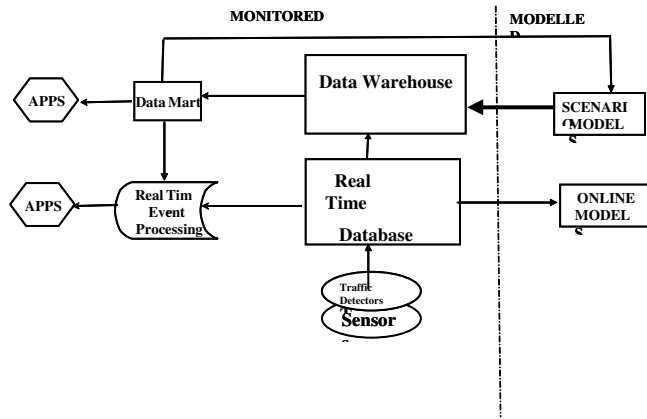 MONITORED
MODELLE
D
Data Warehouse
APPS
Data Mart
SCENARI
OS
MODEL
S
Real Tim
Event
Processing
APPS
Real
Time
Database
ONLINE
MODEL
S
Traffic
Detectors
T
Sensor
S